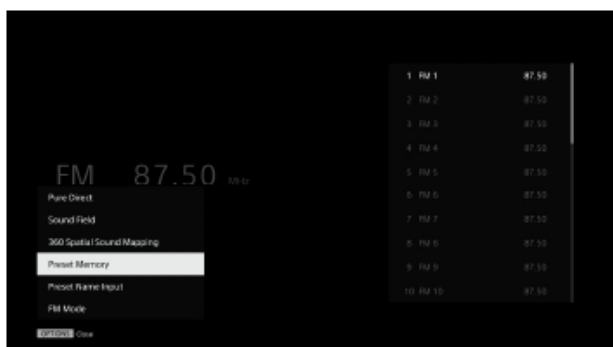 1 FM 1 87.50
2 FM 2 87.50
3 FM 3 87.50
4 FM 4 87.50
5 FM 5 87.50
6 FM 6 87.50
7 FM 7 87.50
8 FM 8 87.50
9 FM 9 87.50
10 FM 10 87.50
FM 87.50 MHz
Pure Direct
Sound Field
360 Spatial Sound Mapping
Preset Memory
Preset Name Input
FM Mode
OPTIONS Close